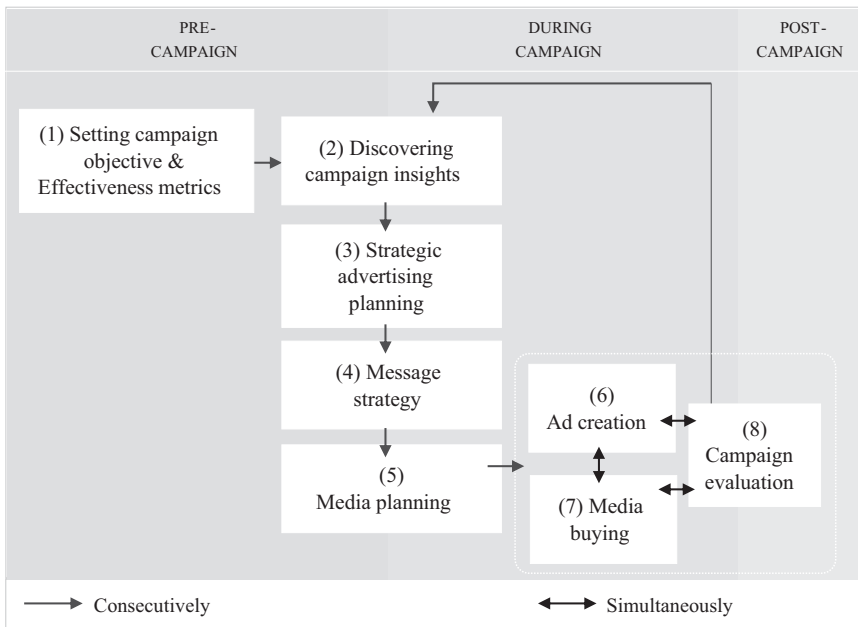 PRE-
CAMPAIGN
DURING
CAMPAIGN
POST-
CAMPAIGN
(1) Setting campaign
objective &
Effectiveness metrics
(2) Discovering
campaign insights
(3) Strategic
advertising
planning
(4) Message
strategy
(5)
Media planning
(6)
Ad creation
(7) Media
buying
(8)
Campaign
evaluation
Consecutively
Simultaneously